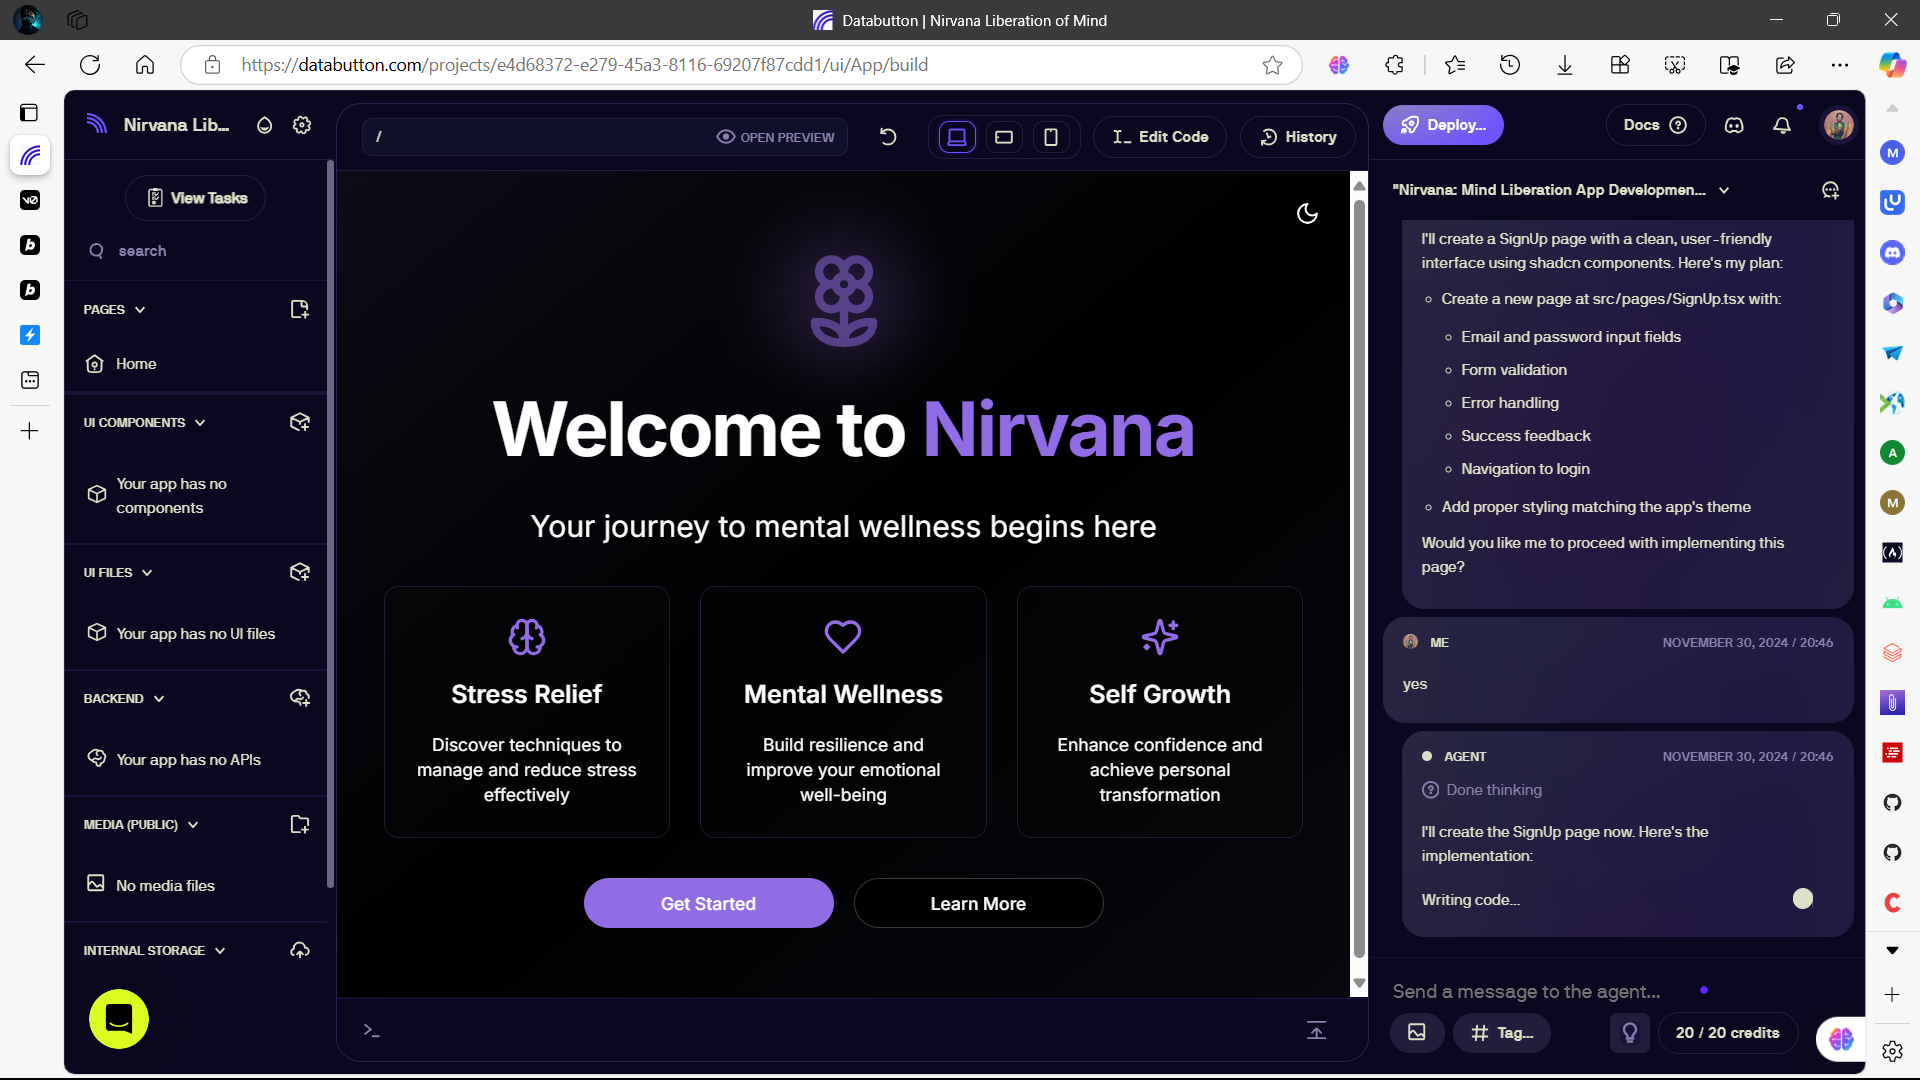 Databutton | Nirvana Liberation of Mind
https://databutton.com/projects/e4d68372-e279-45a3-8116-69207f87cdd1/ui/App/build
Nirvana Lib...
View Tasks
search
PAGES
Home
UI COMPONENTS
Your app has no
components
UI FILES
Your app has no UI files
BACKEND
Your app has no APIs
MEDIA (PUBLIC)
No media files
INTERNAL STORAGE
/
OPEN PREVIEW
Edit Code
History
Welcome to Nirvana
Your journey to mental wellness begins here
Stress Relief
Discover techniques to
manage and reduce stress
effectively
Mental Wellness
Build resilience and
improve your emotional
well-being
Self Growth
Enhance confidence and
achieve personal
transformation
Get Started
Learn More
>_
Deploy...
Docs
"Nirvana: Mind Liberation App Developmen...
I'll create a SignUp page with a clean, user-friendly
interface using shadcn components. Here's my plan:
Create a new page at src/pages/SignUp.tsx with:
Email and password input fields
Form validation
Error handling
Success feedback
Navigation to login
Add proper styling matching the app's theme
Would you like me to proceed with implementing this
page?
ME
NOVEMBER 30, 2024 / 20:46
yes
AGENT
NOVEMBER 30, 2024 / 20:46
Done thinking
I'll create the SignUp page now. Here's the
implementation:
Writing code...
Send a message to the agent...
Tag...
20 / 20 credits
M
A
M